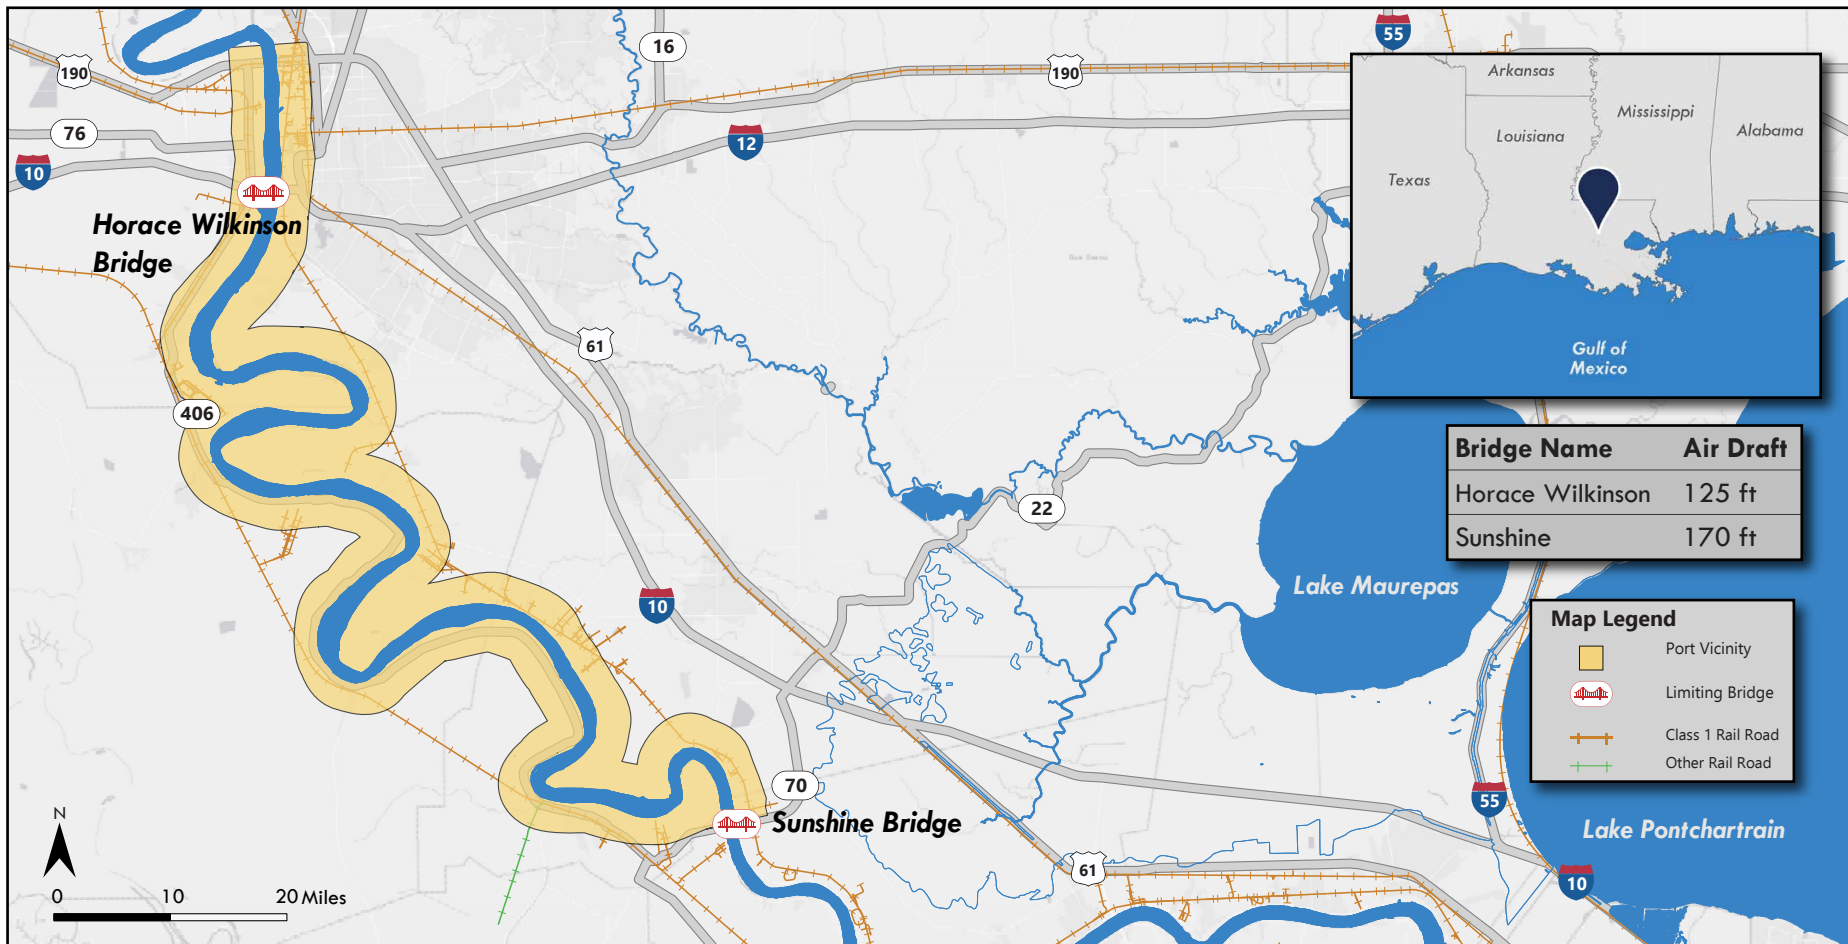 190
16
190
55
76
10
12
Horace Wilkinson
Bridge
61
406
22
10
70
Sunshine Bridge
61
55
10
Lake Maurepas
Lake Pontchartrain
N
0 10 20 Miles
Arkansas
Mississippi
Alabama
Louisiana
Texas
Gulf of
Mexico
Bridge Name Air Draft
Horace Wilkinson 125 ft
Sunshine 170 ft
Map Legend
Port Vicinity
Limiting Bridge
Class 1 Rail Road
Other Rail Road